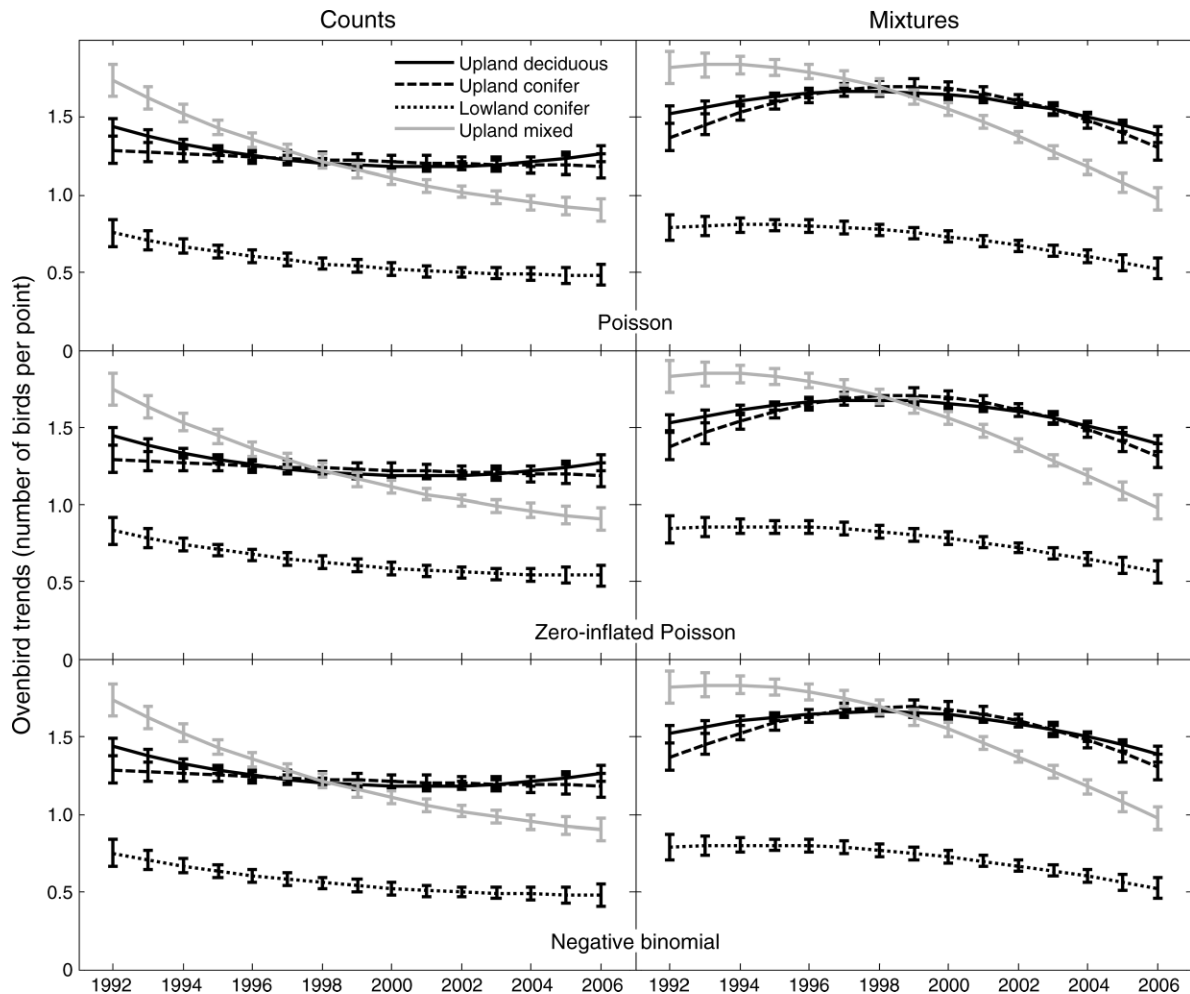 Counts
Mixtures
Ovenbird trends (number of birds per point)
Upland deciduous
Upland conifer
Lowland conifer
Upland mixed
1.5
1.0
0.5
0
Poisson
1.5
1.0
0.5
0
Zero-inflated Poisson
1.5
1.0
0.5
0
Negative binomial
1992 1994 1996 1998 2000 2002 2004 2006
1992 1994 1996 1998 2000 2002 2004 2006